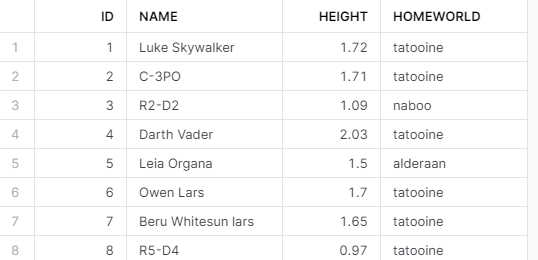 ID NAME HEIGHT HOMEWORLD
1 1 Luke Skywalker 1.72 tatooine
2 2 C-3PO 1.71 tatooine
3 3 R2-D2 1.09 naboo
4 4 Darth Vader 2.03 tatooine
5 5 Leia Organa 1.5 alderaan
6 6 Owen Lars 1.7 tatooine
7 7 Beru Whitesun lars 1.65 tatooine
8 8 R5-D4 0.97 tatooine